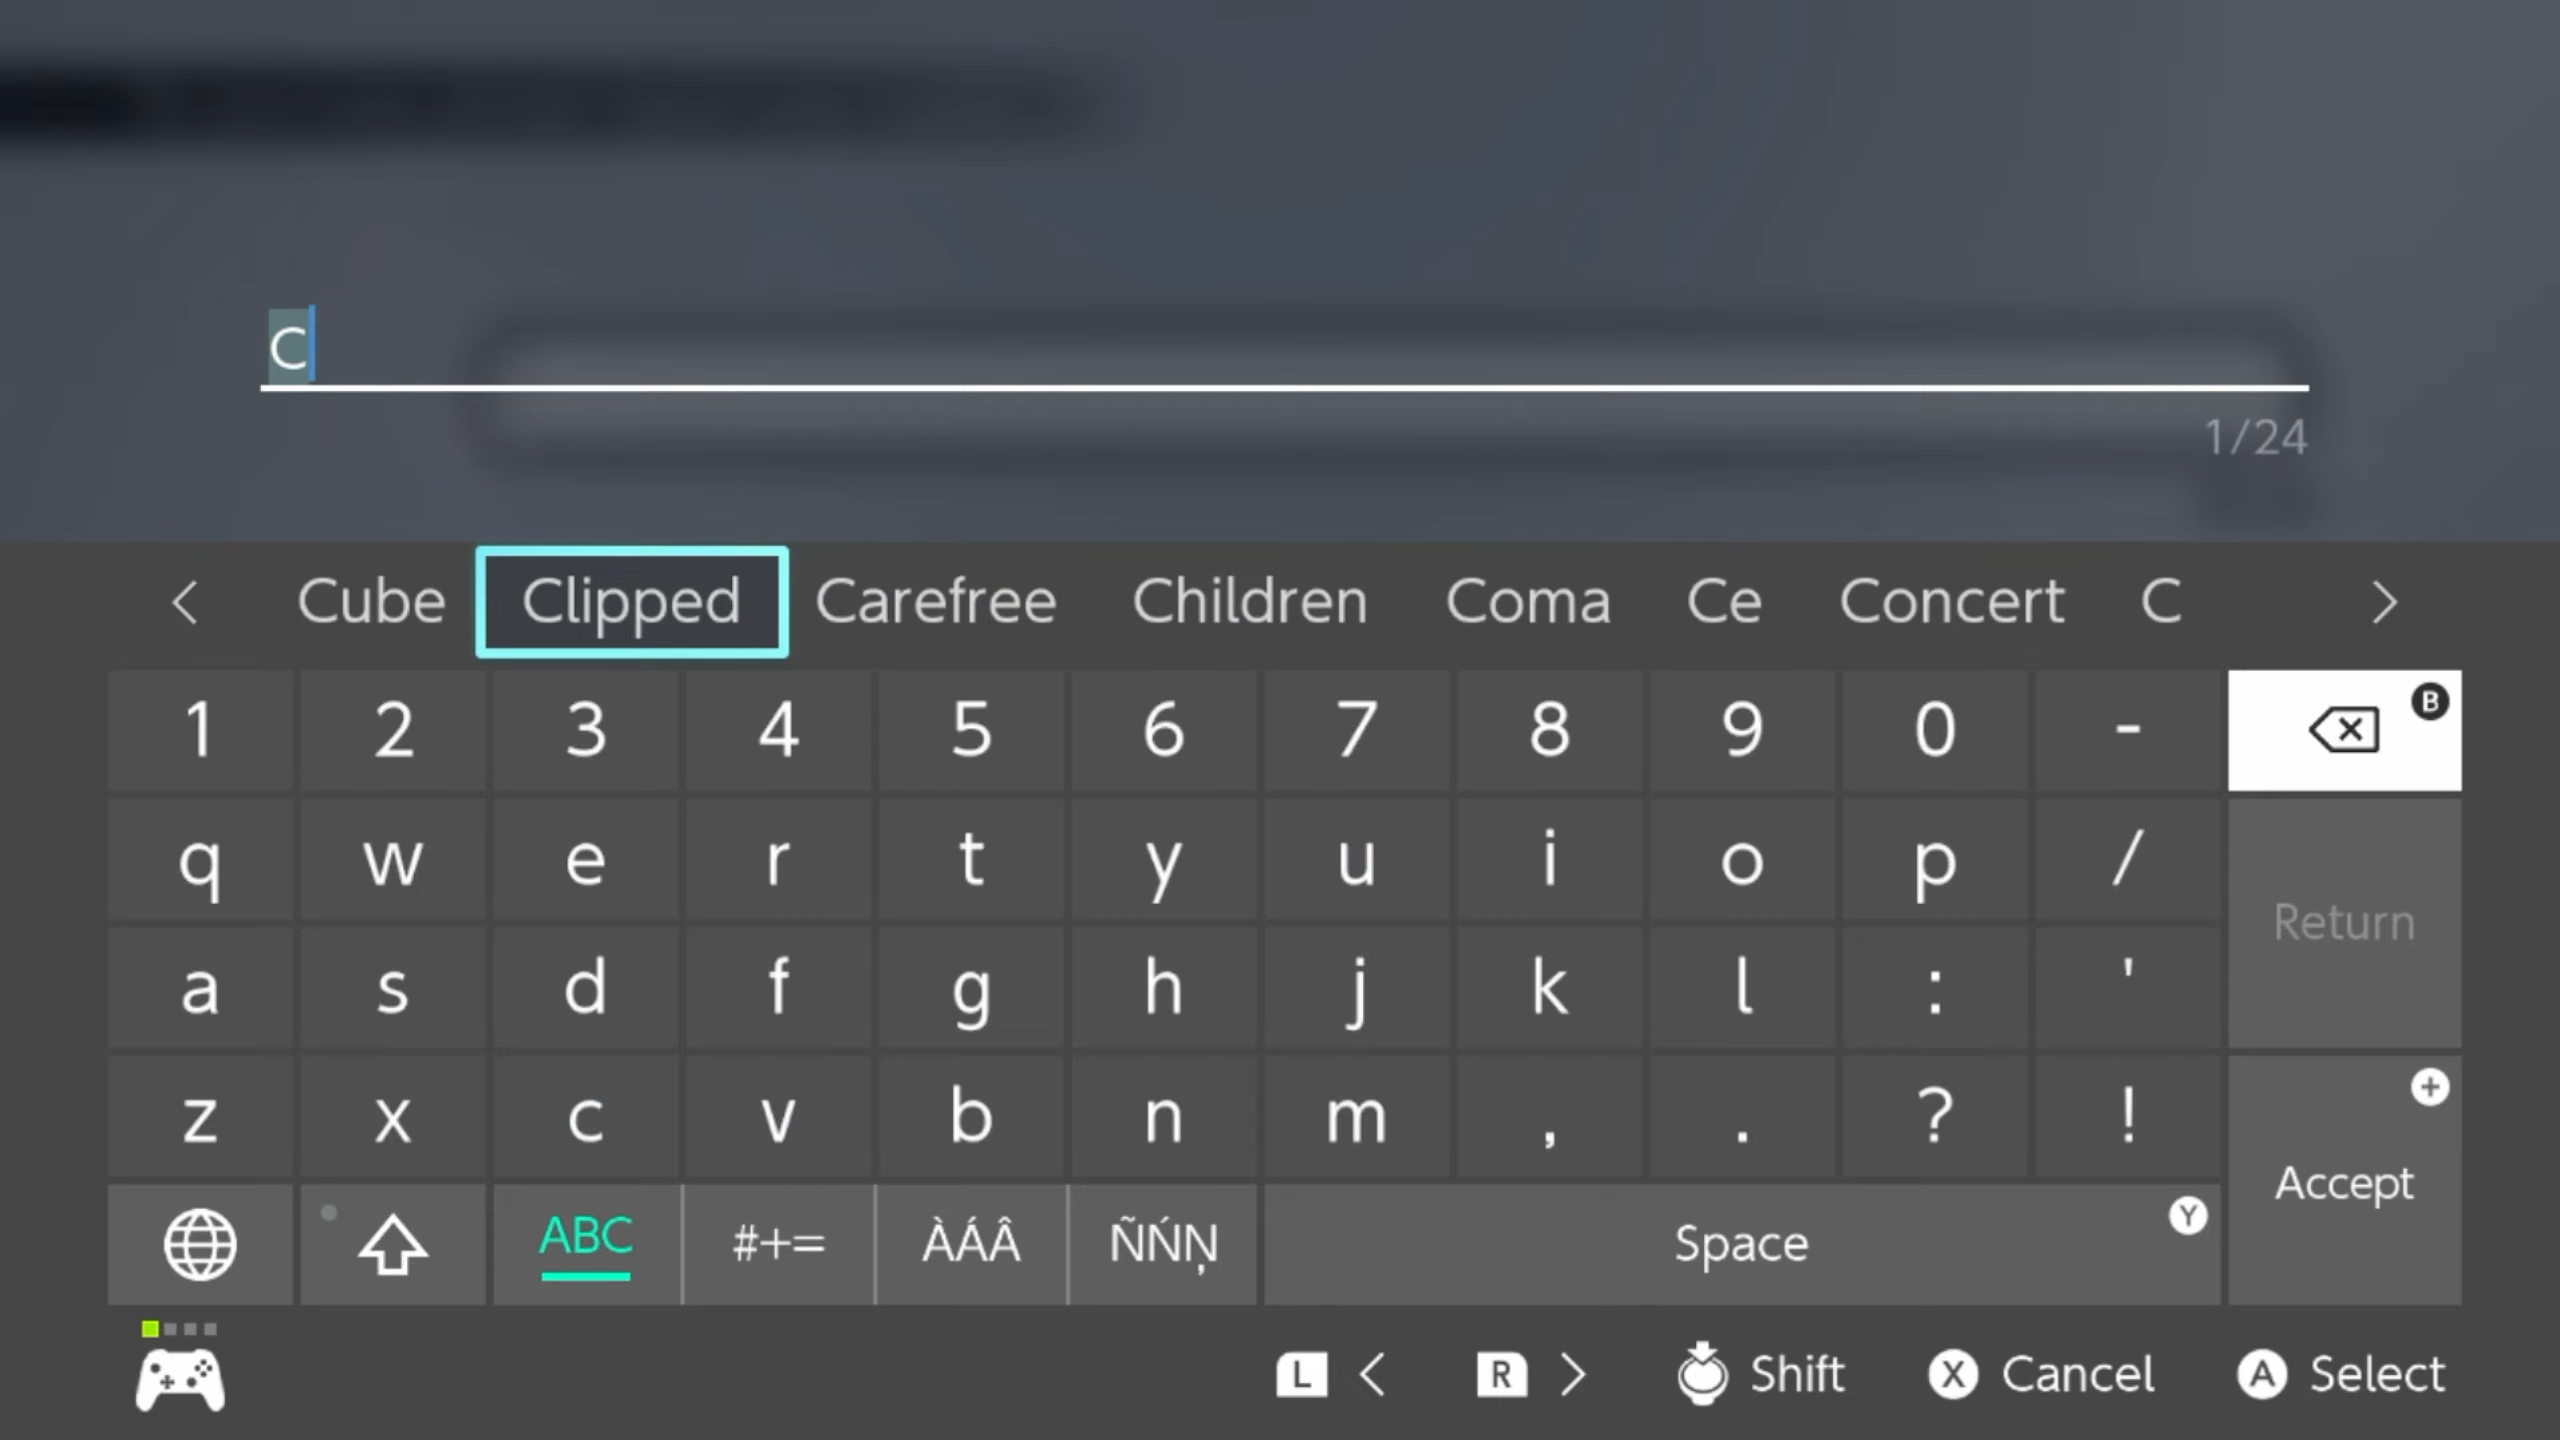 C
1/24
Cube Clipped Carefree Children Coma Ce Concert C
1 2 3 4 5 6 7 8 9 0 - B
q w e r t y u i o p /
Return
a s d f g h j k l : '
z x c v b n m , . ? !
Accept
ABC #+= ÀÁÂ ÑŃŅ Space Y
L < R > Shift X Cancel A Select